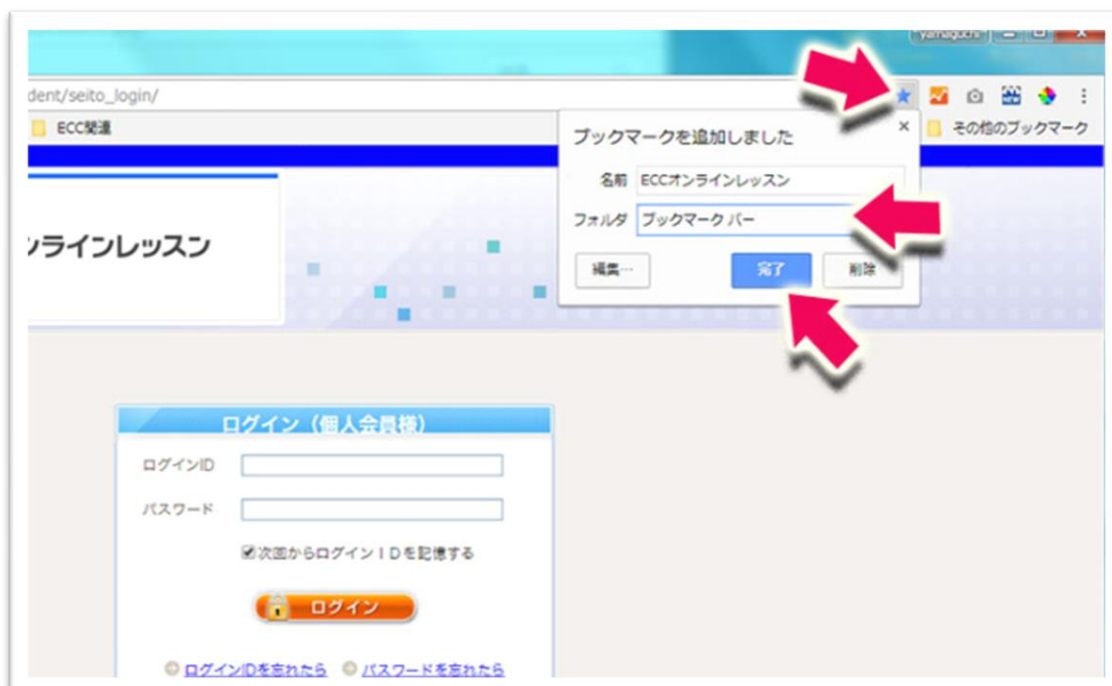 yamaguchi
dent/seito_login/
ECC関連
その他のブックマーク
ブックマークを追加しました
名前 ECCオンラインレッスン
フォルダ ブックマーク バー
編集… 完了 削除
ンラインレッスン
ログイン（個人会員様）
ログインID
パスワード
次回からログインＩＤを記憶する
ログイン
ログインIDを忘れたら パスワードを忘れたら